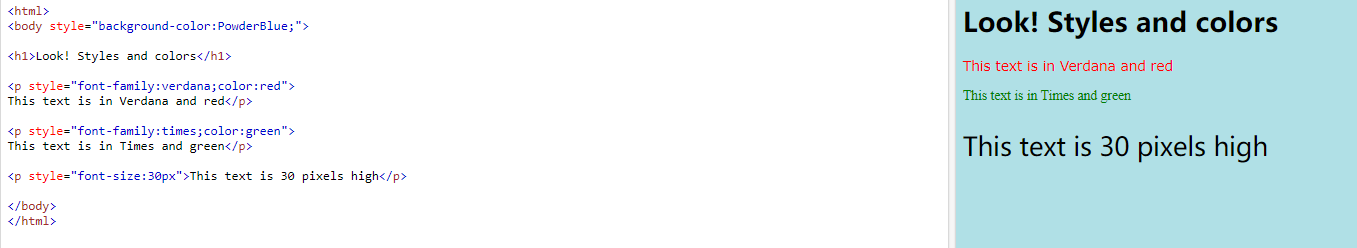 <html>
<body style="background-color:PowderBlue;">
<h1>Look! Styles and colors</h1>
<p style="font-family:verdana;color:red">
This text is in Verdana and red</p>
<p style="font-family:times;color:green">
This text is in Times and green</p>
<p style="font-size:30px">This text is 30 pixels high</p>
</body>
</html>
Look! Styles and colors
This text is in Verdana and red
This text is in Times and green
This text is 30 pixels high